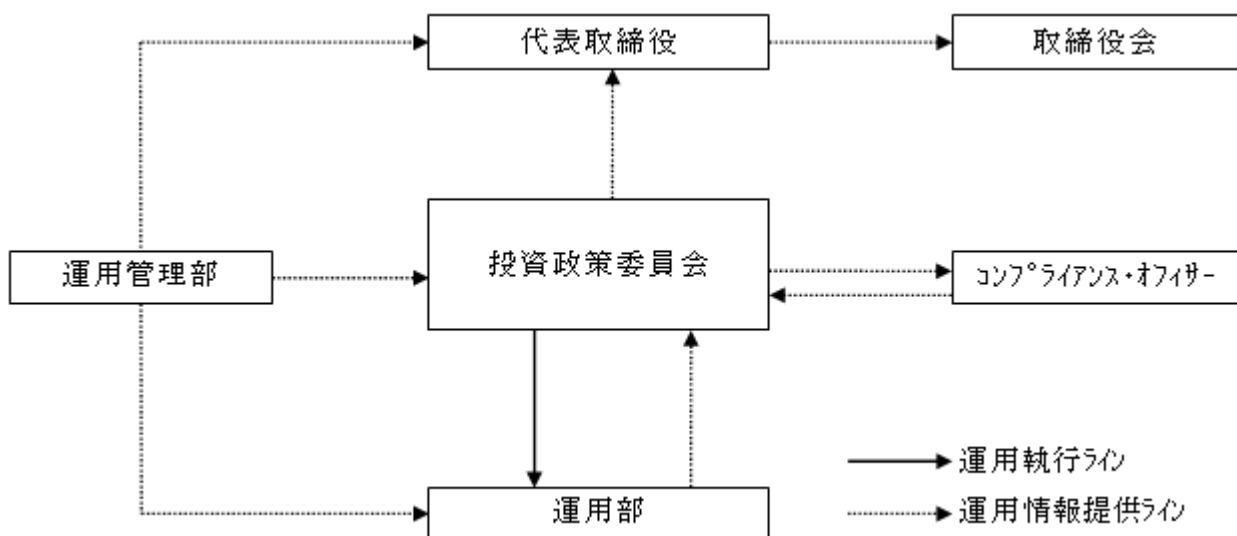 代表取締役
取締役会
運用管理部
投資政策委員会
コンプライアンス・オフィサー
運用部
運用執行ライン
運用情報提供ライン